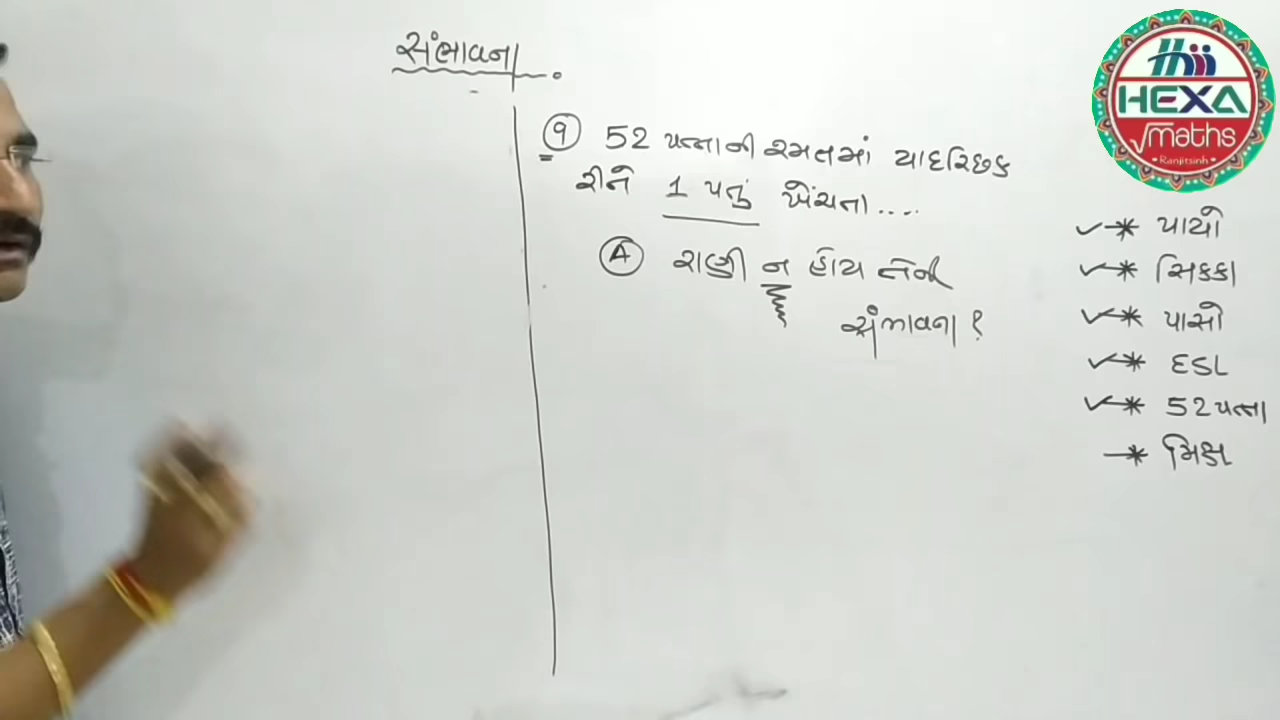 સંભાવના
૧ 52 પત્તાની રમતમાં યાદચ્છિક
રીતે 1 પત્તું ખેંચતા....
A રાણી ન હોય તેની
સંભાવના ?
HEXA
√maths
• Ranjitsinh •
→* પાયો
→* સિક્કા
→* પાસો
→* દડા
→* 52 પત્તા
→* મિક્ષ